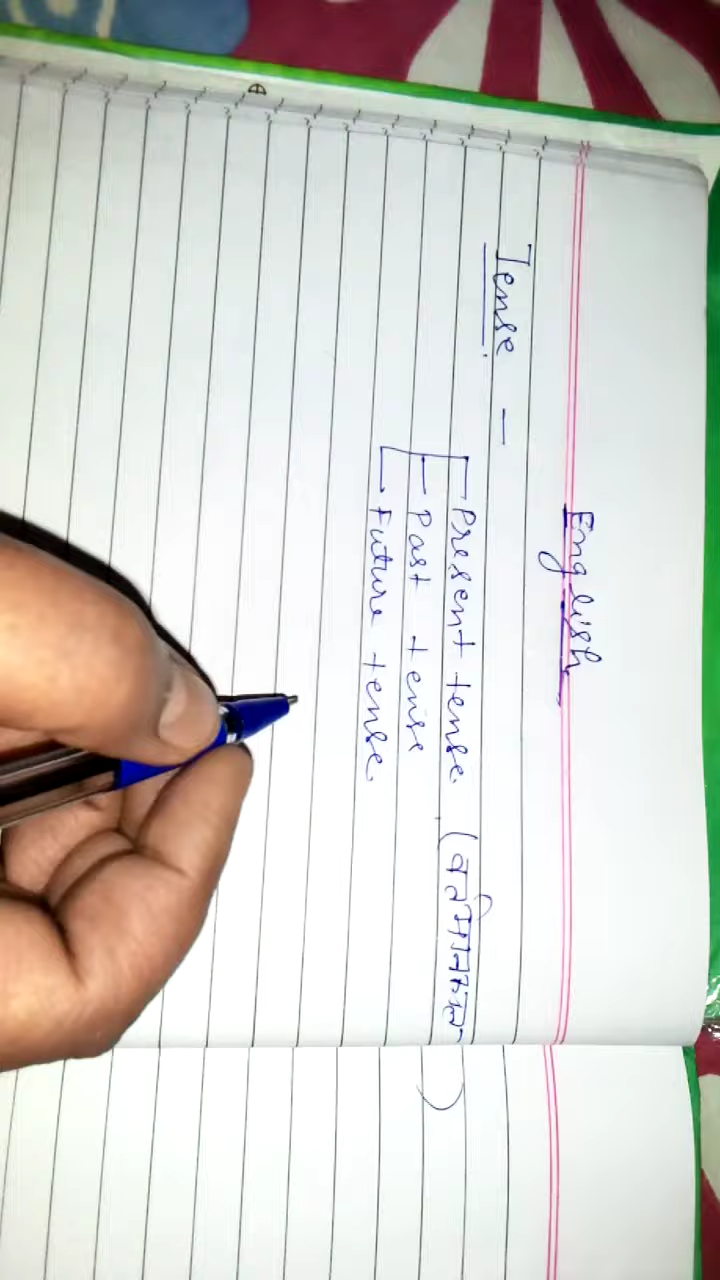 English
Tense -
Present tense (वर्तमानकाल)
Past tense
Future tense.